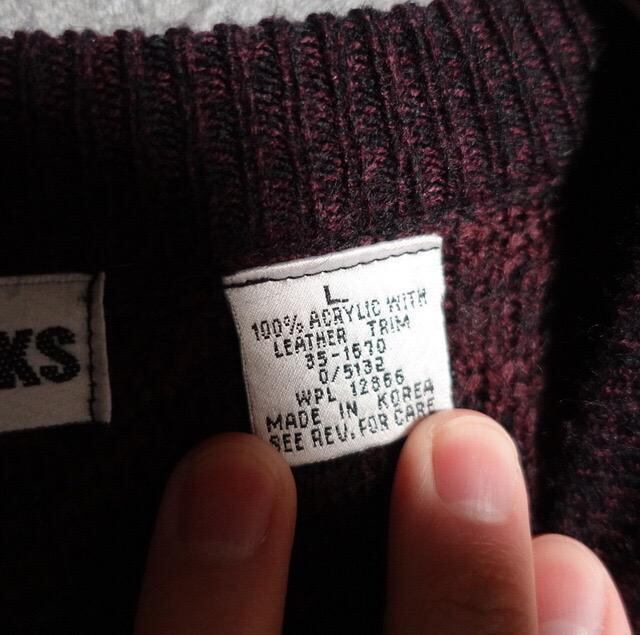 KS
L
100% ACRYLIC WITH
LEATHER TRIM
35-1670
0/5132
WPL 12866
MADE IN KOREA
SEE REV. FOR CARE